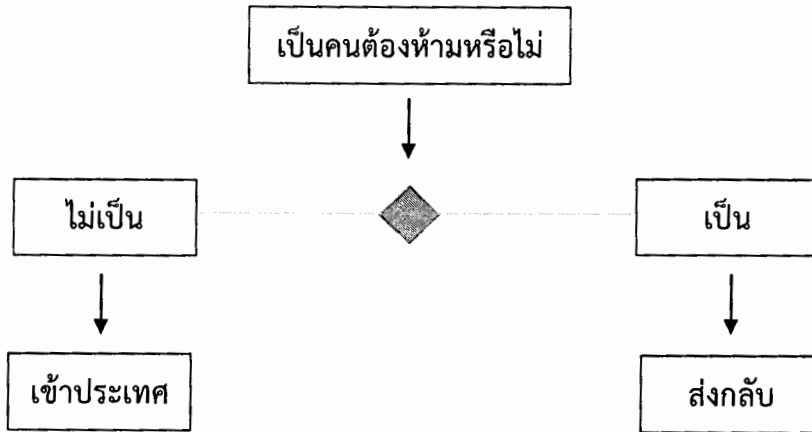 เป็นคนต้องห้ามหรือไม่
ไม่เป็น
เป็น
เข้าประเทศ
ส่งกลับ